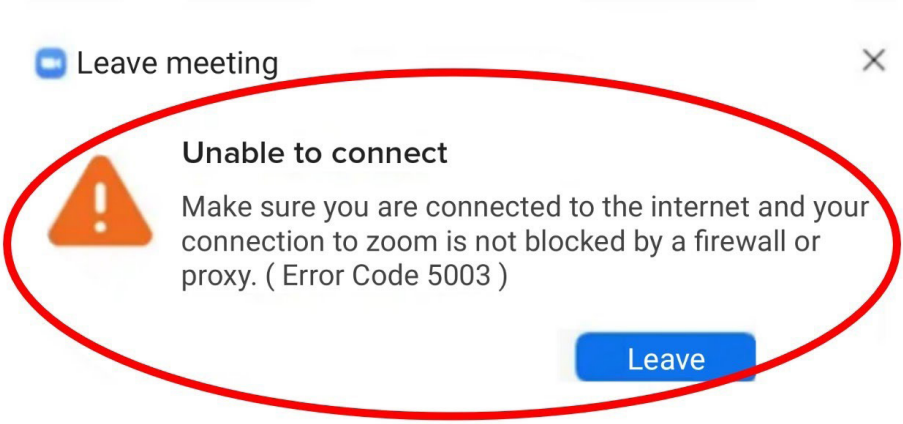 Leave meeting
Unable to connect
Make sure you are connected to the internet and your
connection to zoom is not blocked by a firewall or
proxy. ( Error Code 5003 )
Leave